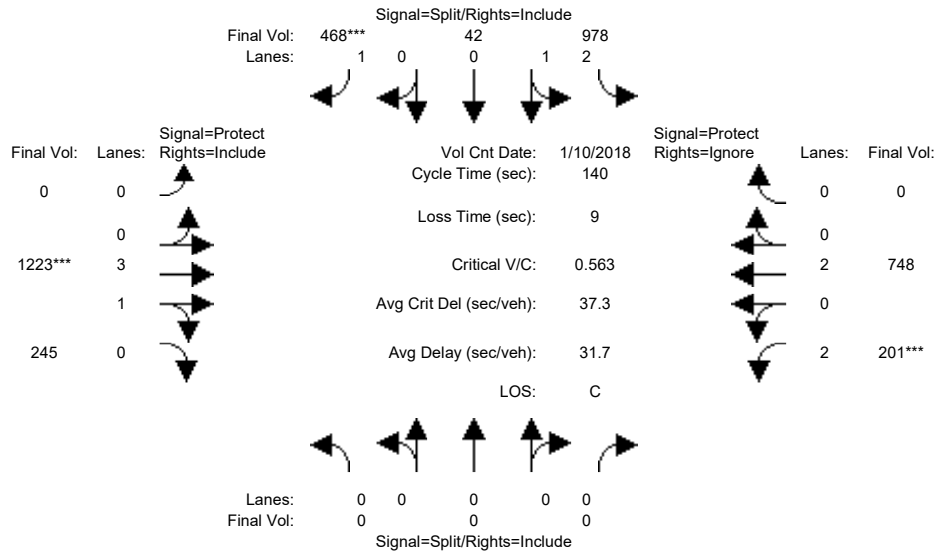 Signal=Split/Rights=Include
Final Vol: 468*** 42 978
Lanes: 1 0 0 1 2
Signal=Protect Signal=Protect
Final Vol: Lanes: Rights=Include Vol Cnt Date: 1/10/2018 Rights=Ignore Lanes: Final Vol:
Cycle Time (sec): 140
0 0 0 0
Loss Time (sec): 9
0 0
1223*** 3 Critical V/C: 0.563 2 748
1 Avg Crit Del (sec/veh): 37.3 0
245 0 Avg Delay (sec/veh): 31.7 2 201***
LOS: C
Lanes: 0 0 0 0 0
Final Vol: 0 0 0
Signal=Split/Rights=Include